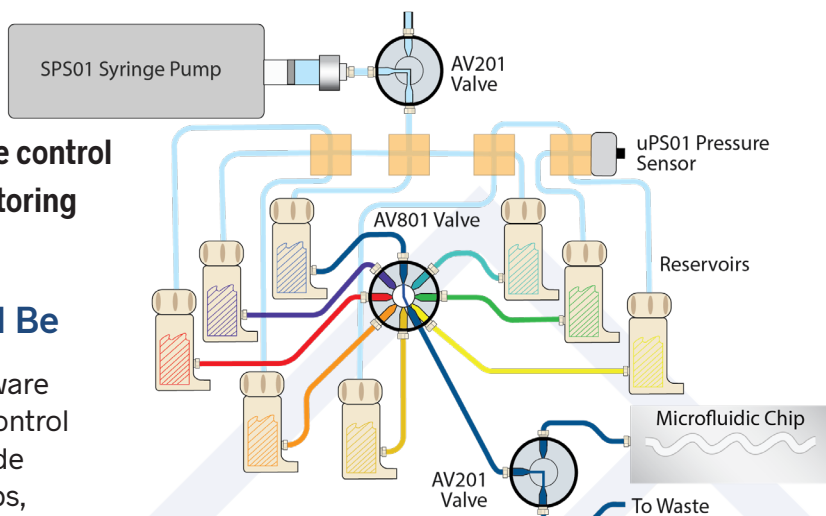 SPS01 Syringe Pump
AV201
Valve
e control
toring
uPS01 Pressure
Sensor
AV801 Valve
Reservoirs
l Be
ware
ontrol
de
os,
Microfluidic Chip
AV201
Valve
To Waste